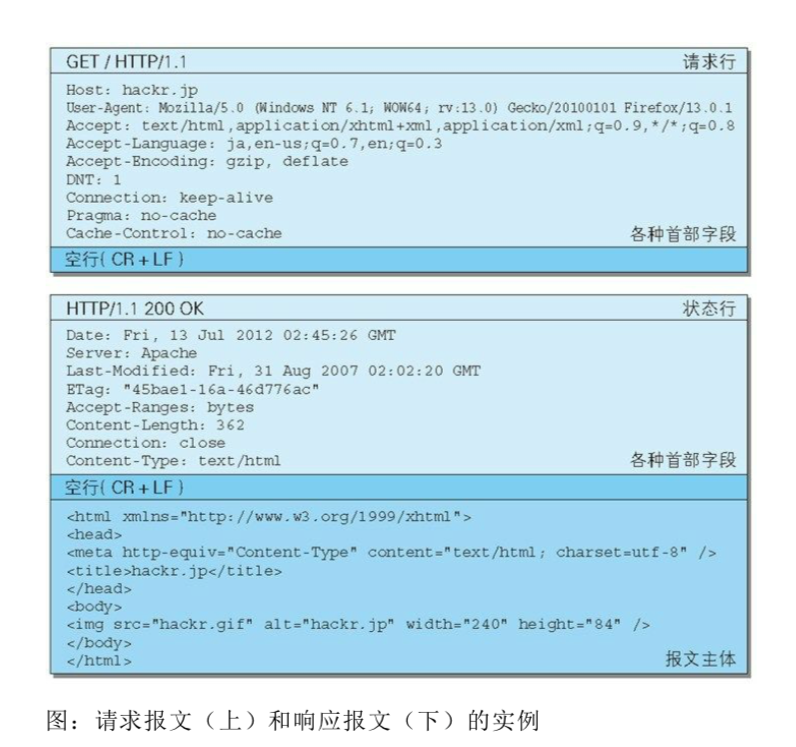 GET / HTTP/1.1 请求行
Host: hackr.jp
User-Agent: Mozilla/5.0 (Windows NT 6.1; WOW64; rv:13.0) Gecko/20100101 Firefox/13.0.1
Accept: text/html,application/xhtml+xml,application/xml;q=0.9,*/*;q=0.8
Accept-Language: ja,en-us;q=0.7,en;q=0.3
Accept-Encoding: gzip, deflate
DNT: 1
Connection: keep-alive
Pragma: no-cache
Cache-Control: no-cache 各种首部字段
空行( CR + LF )
HTTP/1.1 200 OK 状态行
Date: Fri, 13 Jul 2012 02:45:26 GMT
Server: Apache
Last-Modified: Fri, 31 Aug 2007 02:02:20 GMT
ETag: "45bae1-16a-46d776ac"
Accept-Ranges: bytes
Content-Length: 362
Connection: close
Content-Type: text/html 各种首部字段
空行( CR + LF )
<html xmlns="http://www.w3.org/1999/xhtml">
<head>
<meta http-equiv="Content-Type" content="text/html; charset=utf-8" />
<title>hackr.jp</title>
</head>
<body>
<img src="hackr.gif" alt="hackr.jp" width="240" height="84" />
</body>
</html> 报文主体
图：请求报文（上）和响应报文（下）的实例